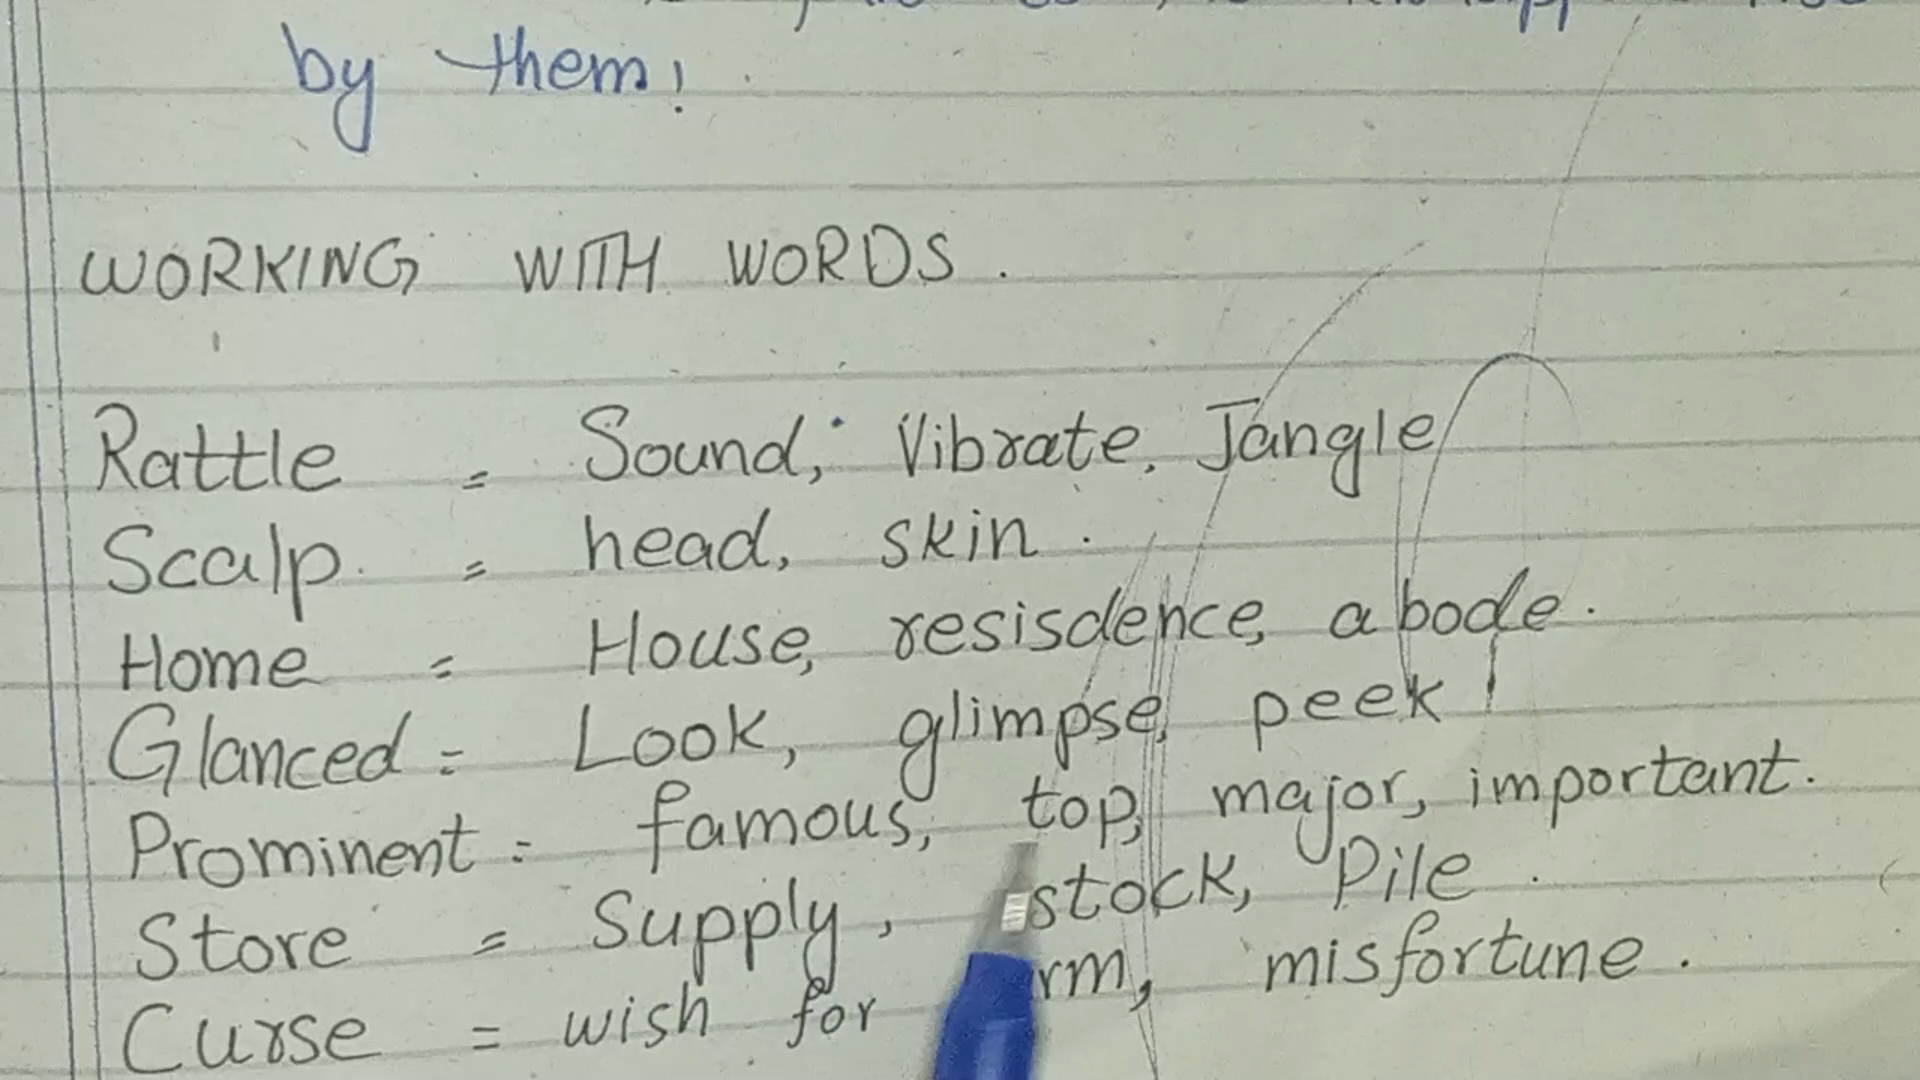 by them!
WORKING WITH WORDS.
Rattle = Sound, Vibrate, Jangle
Scalp = head, skin.
Home = House, resisdence, abode.
Glanced = Look, glimpse, peek
Prominent = famous, top, major, important.
Store = Supply, stock, Pile.
Curse = wish for rm, misfortune.